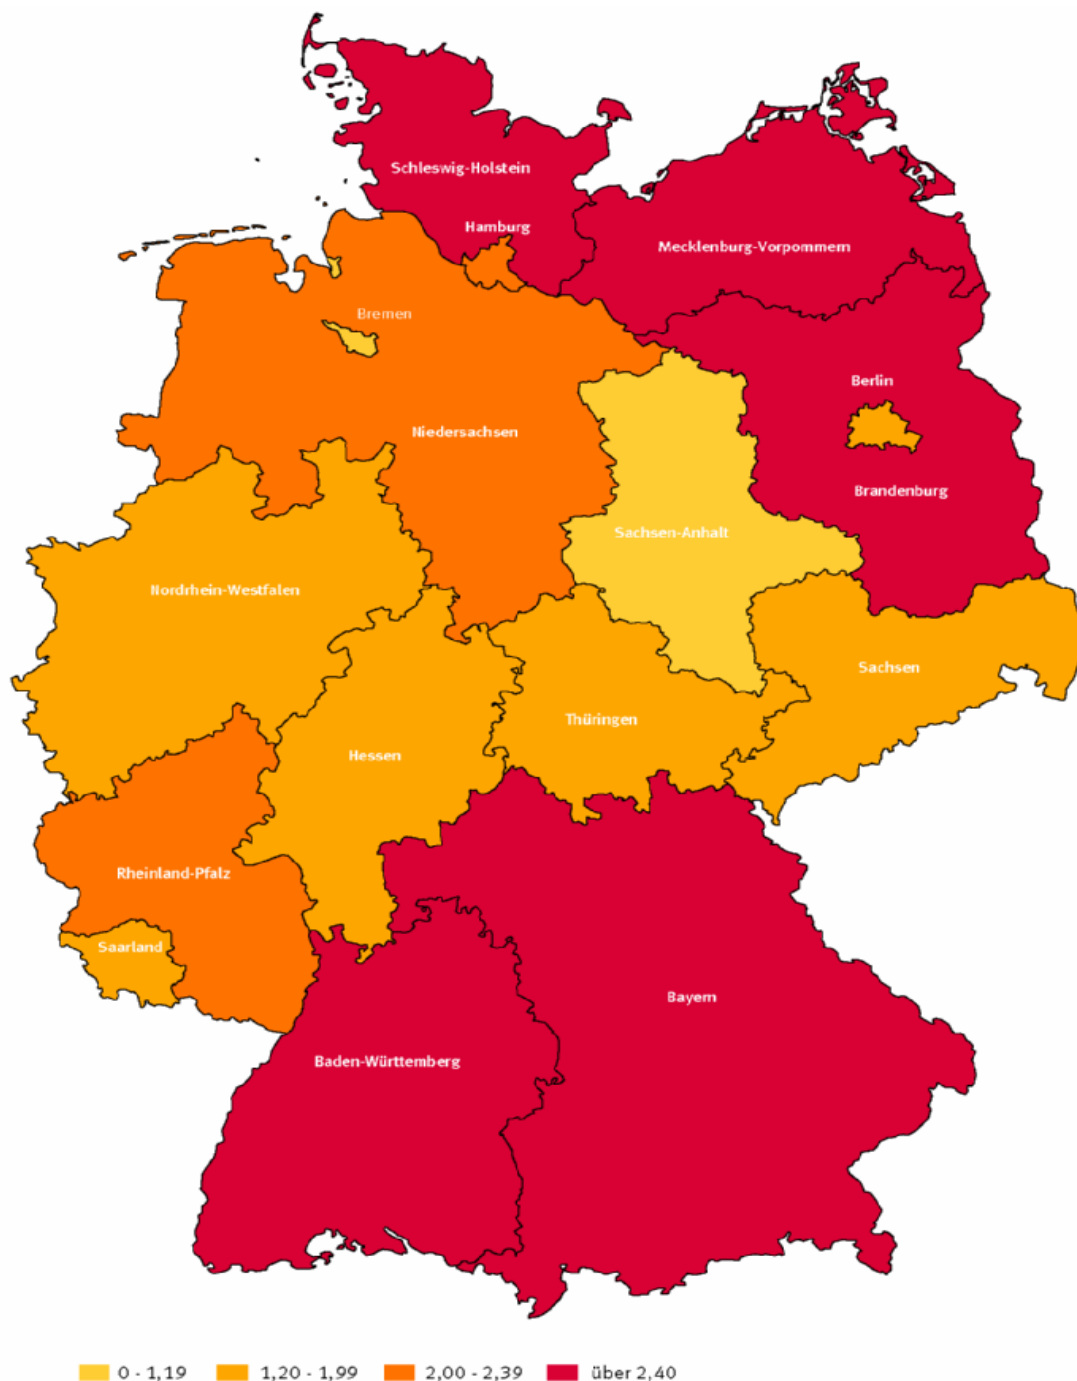 Schleswig-Holstein
Hamburg
Mecklenburg-Vorpommern
Bremen
Berlin
Niedersachsen
Brandenburg
Sachsen-Anhalt
Nordrhein-Westfalen
Sachsen
Thüringen
Hessen
Rheinland-Pfalz
Saarland
Bayern
Baden-Württemberg
0 - 1,19 1,20 - 1,99 2,00 - 2,39 über 2,40